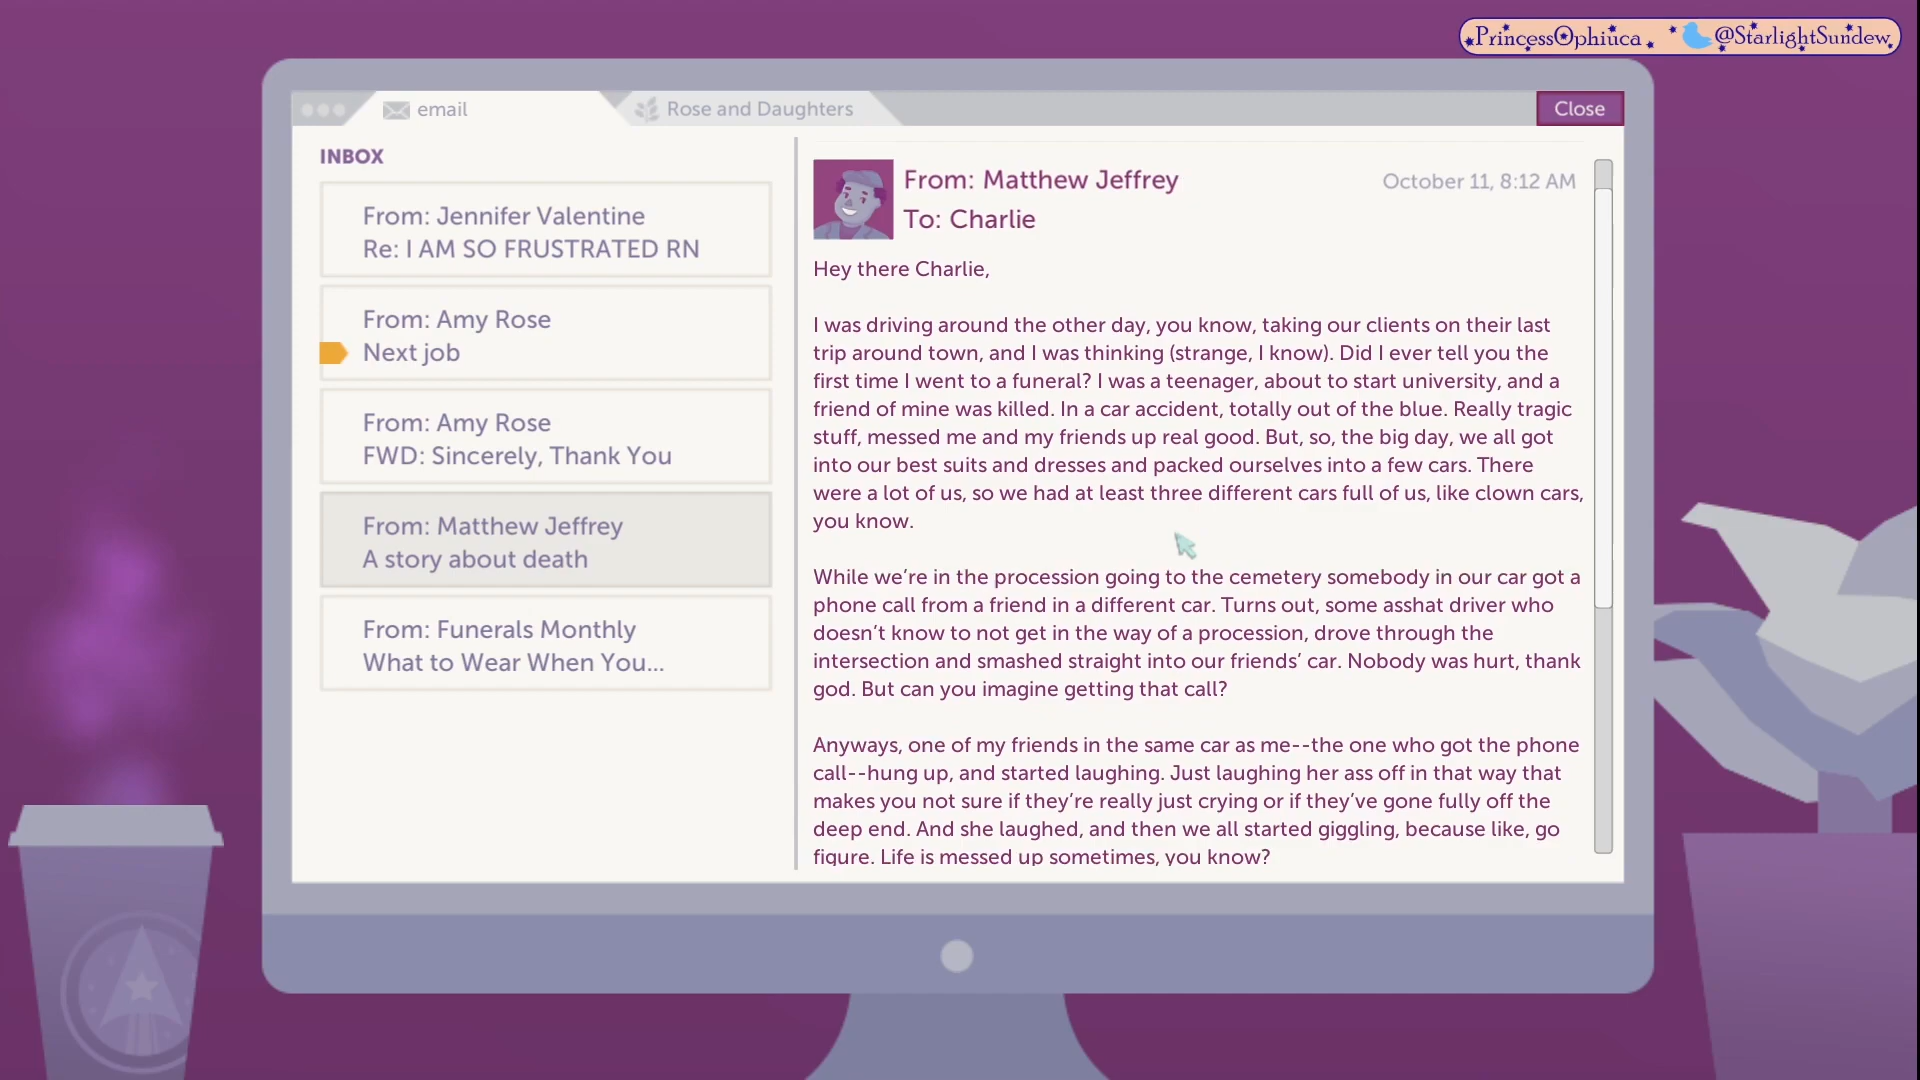 PrincessOphiuca @StarlightSundew
email
Rose and Daughters
Close
INBOX
From: Jennifer Valentine
Re: I AM SO FRUSTRATED RN
From: Amy Rose
Next job
From: Amy Rose
FWD: Sincerely, Thank You
From: Matthew Jeffrey
A story about death
From: Funerals Monthly
What to Wear When You...
From: Matthew Jeffrey
October 11, 8:12 AM
To: Charlie
Hey there Charlie,
I was driving around the other day, you know, taking our clients on their last
trip around town, and I was thinking (strange, I know). Did I ever tell you the
first time I went to a funeral? I was a teenager, about to start university, and a
friend of mine was killed. In a car accident, totally out of the blue. Really tragic
stuff, messed me and my friends up real good. But, so, the big day, we all got
into our best suits and dresses and packed ourselves into a few cars. There
were a lot of us, so we had at least three different cars full of us, like clown cars,
you know.
While we’re in the procession going to the cemetery somebody in our car got a
phone call from a friend in a different car. Turns out, some asshat driver who
doesn’t know to not get in the way of a procession, drove through the
intersection and smashed straight into our friends’ car. Nobody was hurt, thank
god. But can you imagine getting that call?
Anyways, one of my friends in the same car as me--the one who got the phone
call--hung up, and started laughing. Just laughing her ass off in that way that
makes you not sure if they’re really just crying or if they’ve gone fully off the
deep end. And she laughed, and then we all started giggling, because like, go
figure. Life is messed up sometimes, you know?